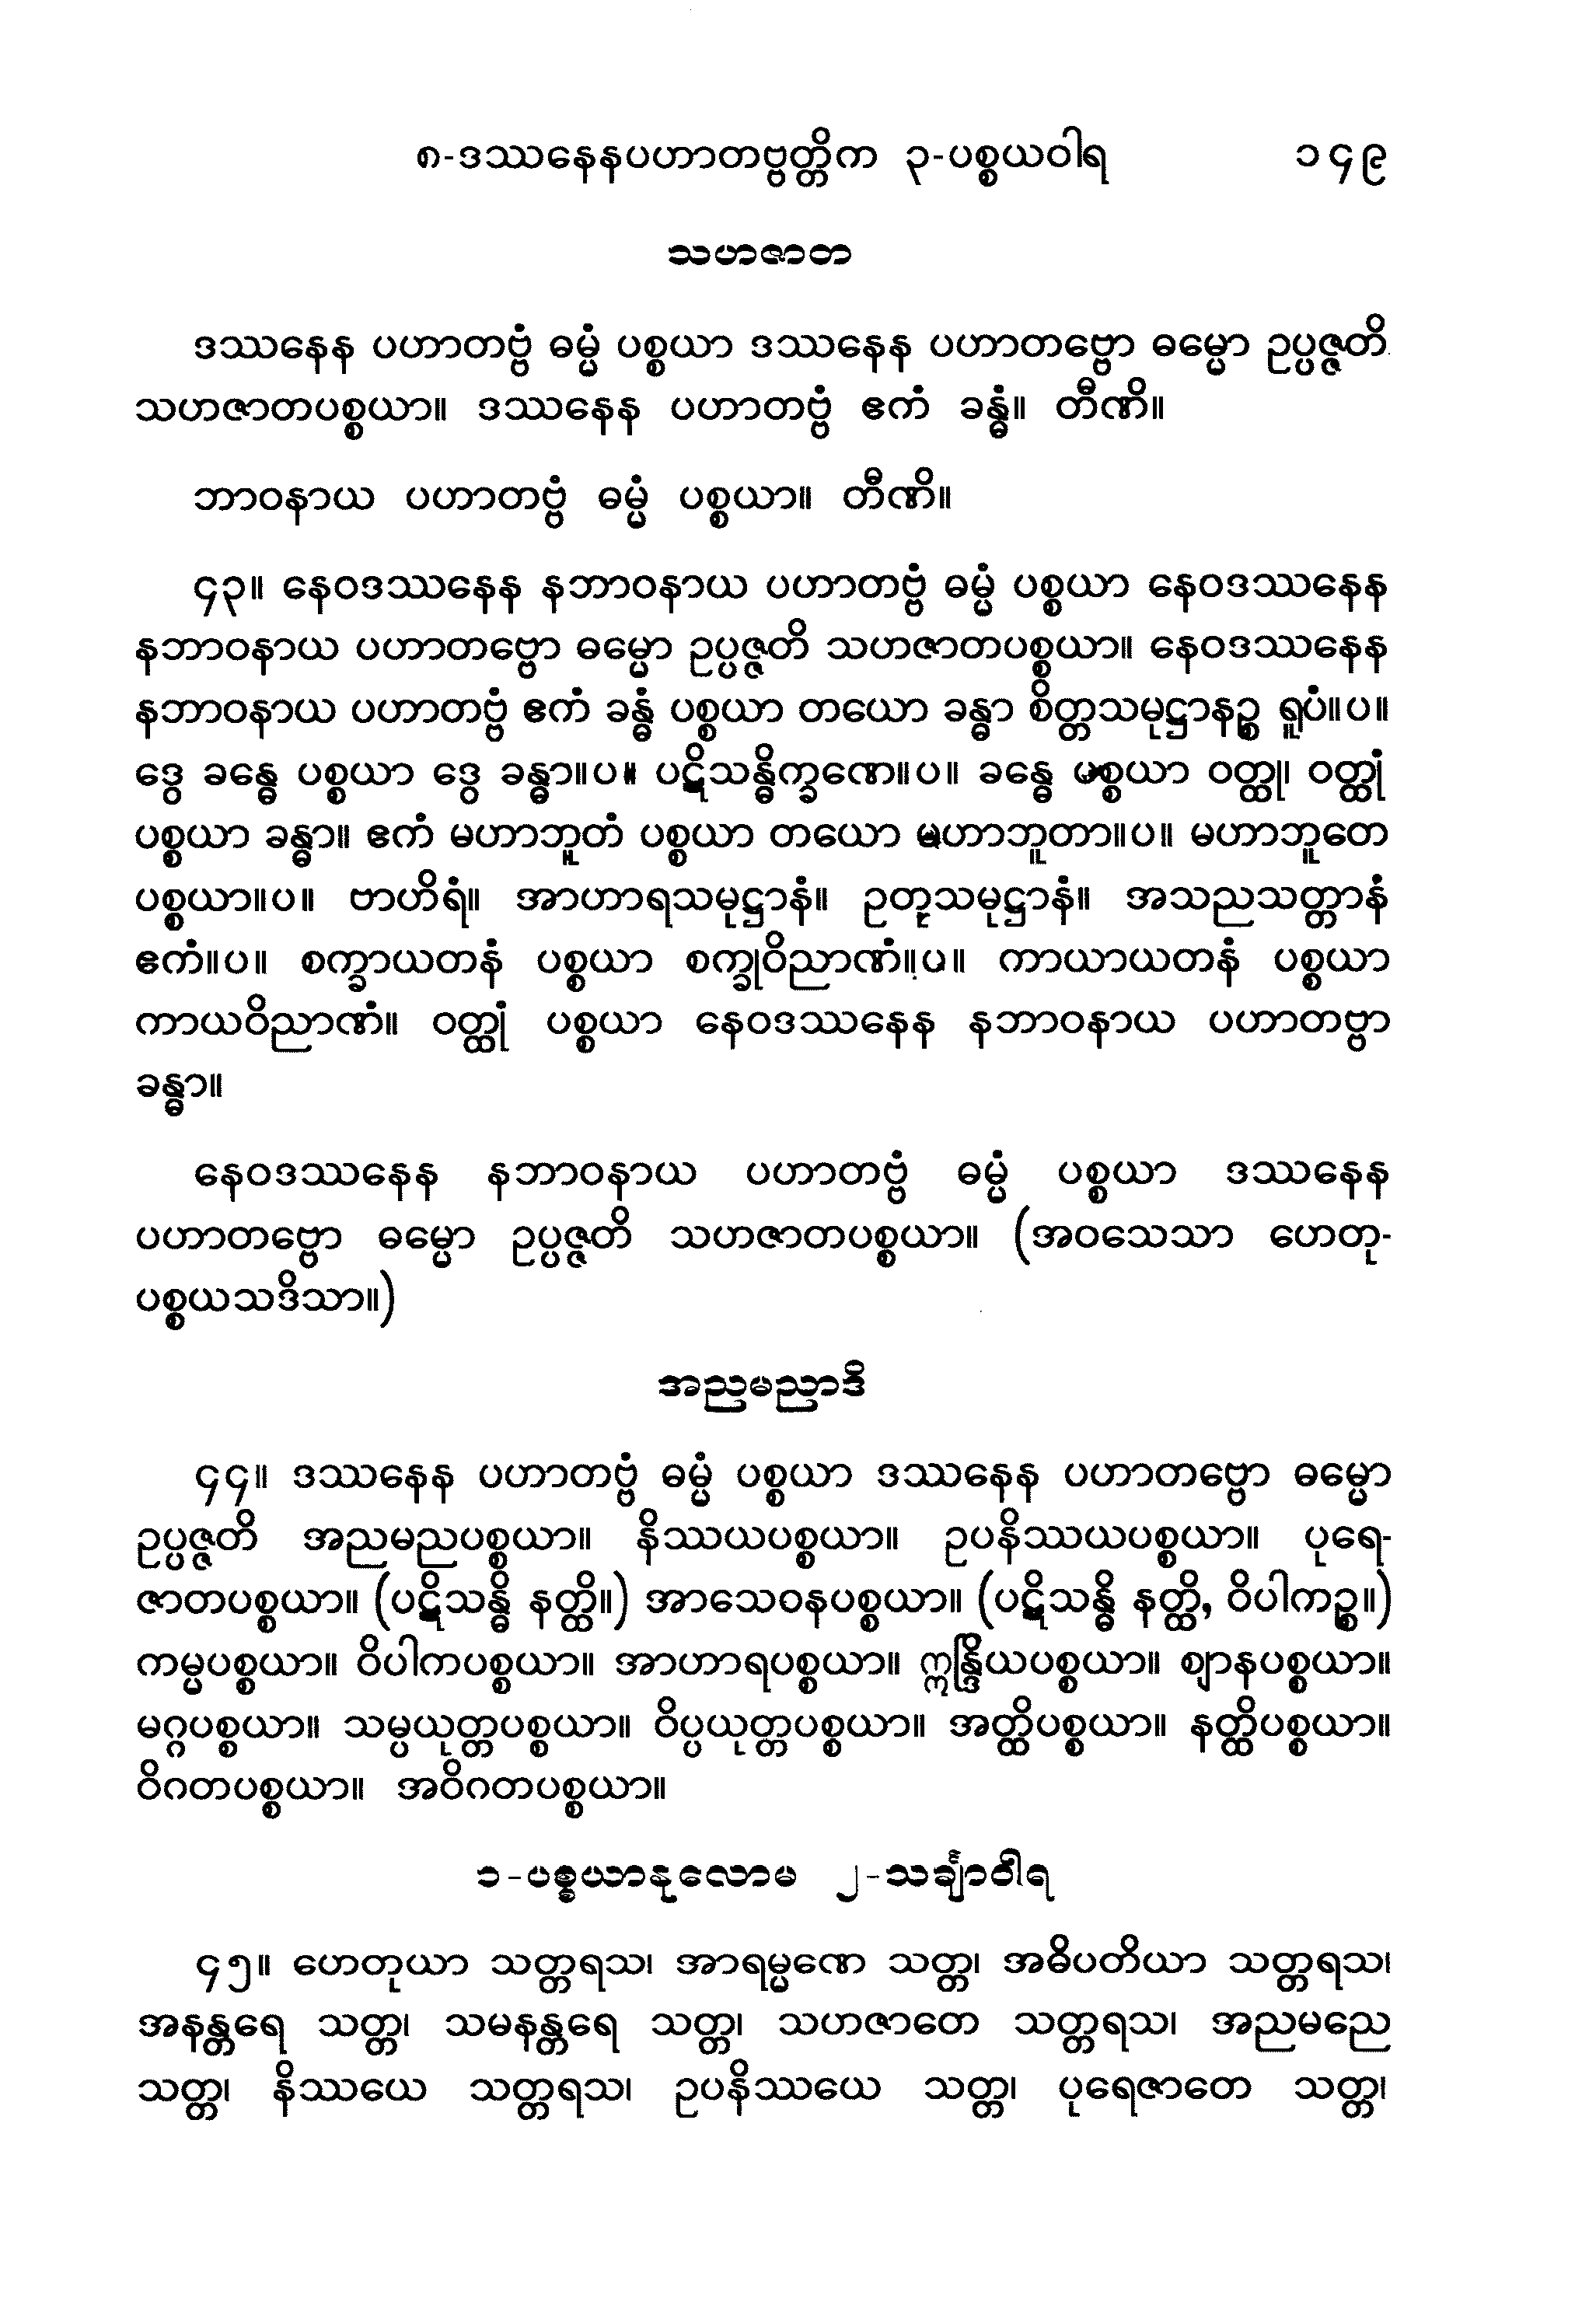 ၈-ဒဿနေနပဟာတဗ္ဗတ္တိက ၃-ပစ္စယဝါရ ၁၄၉
သဟဇာတ
ဒဿနေန ပဟာတဗ္ဗံ ဓမ္မံ ပစ္စယာ ဒဿနေန ပဟာတဗ္ဗော ဓမ္မော ဥပ္ပဇ္ဇတိ
သဟဇာတပစ္စယာ။ ဒဿနေန ပဟာတဗ္ဗံ ဧကံ ခန္ဓံ။ တီဏိ။
ဘာဝနာယ ပဟာတဗ္ဗံ ဓမ္မံ ပစ္စယာ။ တီဏိ။
၄၃။ နေဝဒဿနေန နဘာဝနာယ ပဟာတဗ္ဗံ ဓမ္မံ ပစ္စယာ နေဝဒဿနေန
နဘာဝနာယ ပဟာတဗ္ဗော ဓမ္မော ဥပ္ပဇ္ဇတိ သဟဇာတပစ္စယာ။ နေဝဒဿနေန
နဘာဝနာယ ပဟာတဗ္ဗံ ဧကံ ခန္ဓံ ပစ္စယာ တယော ခန္ဓာ စိတ္တသမုဋ္ဌာနဉ္စ ရူပံ။ပ။
ဒွေ ခန္ဓေ ပစ္စယာ ဒွေ ခန္ဓာ။ပ။ ပဋိသန္ဓိက္ခဏေ။ပ။ ခန္ဓေ ပစ္စယာ ဝတ္ထု၊ ဝတ္ထုံ
ပစ္စယာ ခန္ဓာ။ ဧကံ မဟာဘူတံ ပစ္စယာ တယော မဟာဘူတာ။ပ။ မဟာဘူတေ
ပစ္စယာ။ပ။ ဗာဟိရံ။ အာဟာရသမုဋ္ဌာနံ။ ဥတုသမုဋ္ဌာနံ။ အသညသတ္တာနံ
ဧကံ။ပ။ စက္ခာယတနံ ပစ္စယာ စက္ခုဝိညာဏံ။ပ။ ကာယာယတနံ ပစ္စယာ
ကာယဝိညာဏံ။ ဝတ္ထုံ ပစ္စယာ နေဝဒဿနေန နဘာဝနာယ ပဟာတဗ္ဗာ
ခန္ဓာ။
နေဝဒဿနေန နဘာဝနာယ ပဟာတဗ္ဗံ ဓမ္မံ ပစ္စယာ ဒဿနေန
ပဟာတဗ္ဗော ဓမ္မော ဥပ္ပဇ္ဇတိ သဟဇာတပစ္စယာ။ (အဝသေသာ ဟေတု-
ပစ္စယသဒိသာ။)
အညမညာဒိ
၄၄။ ဒဿနေန ပဟာတဗ္ဗံ ဓမ္မံ ပစ္စယာ ဒဿနေန ပဟာတဗ္ဗော ဓမ္မော
ဥပ္ပဇ္ဇတိ အညမညပစ္စယာ။ နိဿယပစ္စယာ။ ဥပနိဿယပစ္စယာ။ ပုရေ-
ဇာတပစ္စယာ။ (ပဋိသန္ဓိ နတ္ထိ။) အာသေဝနပစ္စယာ။ (ပဋိသန္ဓိ နတ္ထိ, ဝိပါကဉ္စ။)
ကမ္မပစ္စယာ။ ဝိပါကပစ္စယာ။ အာဟာရပစ္စယာ။ ဣန္ဒြိယပစ္စယာ။ ဈာနပစ္စယာ။
မဂ္ဂပစ္စယာ။ သမ္ပယုတ္တပစ္စယာ။ ဝိပ္ပယုတ္တပစ္စယာ။ အတ္ထိပစ္စယာ။ နတ္ထိပစ္စယာ။
ဝိဂတပစ္စယာ။ အဝိဂတပစ္စယာ။
၁-ပစ္စယာနုလောမ ၂-သင်္ချာဝါရ
၄၅။ ဟေတုယာ သတ္တရသ၊ အာရမ္မဏေ သတ္တ၊ အဓိပတိယာ သတ္တရသ၊
အနန္တရေ သတ္တ၊ သမနန္တရေ သတ္တ၊ သဟဇာတေ သတ္တရသ၊ အညမညေ
သတ္တ၊ နိဿယေ သတ္တရသ၊ ဥပနိဿယေ သတ္တ၊ ပုရေဇာတေ သတ္တ၊